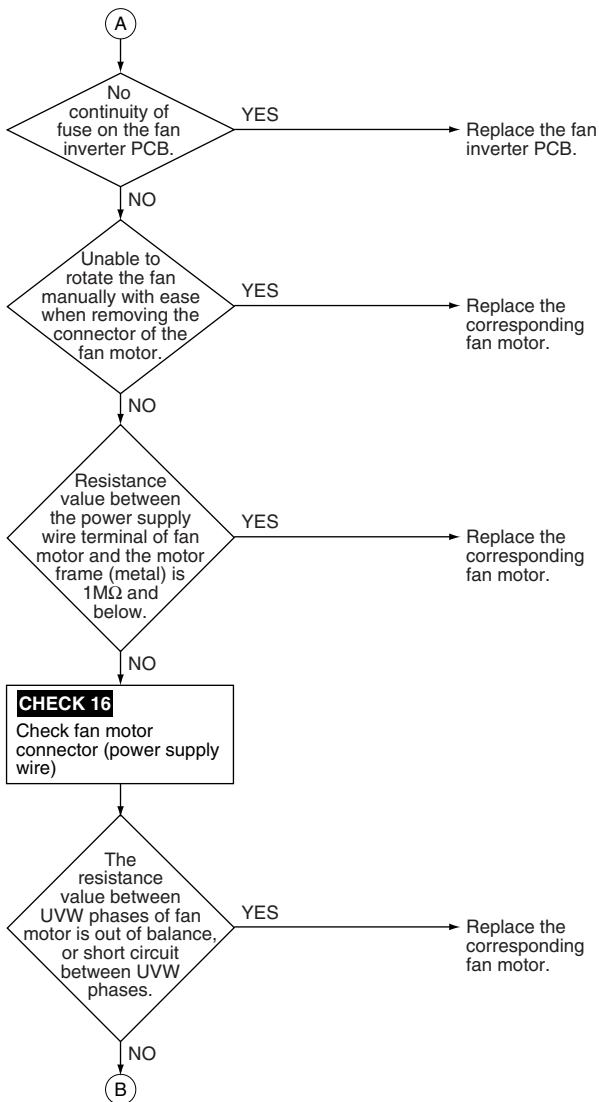 A
No
continuity of
fuse on the fan
inverter PCB.
YES
Replace the fan
inverter PCB.
NO
Unable to
rotate the fan
manually with ease
when removing the
connector of the
fan motor.
YES
Replace the
corresponding
fan motor.
NO
Resistance
value between
the power supply
wire terminal of fan
motor and the motor
frame (metal) is
1MΩ and
below.
YES
Replace the
corresponding
fan motor.
NO
CHECK 16
Check fan motor
connector (power supply
wire)
The
resistance
value between
UVW phases of fan
motor is out of balance,
or short circuit
between UVW
phases.
YES
Replace the
corresponding
fan motor.
NO
B